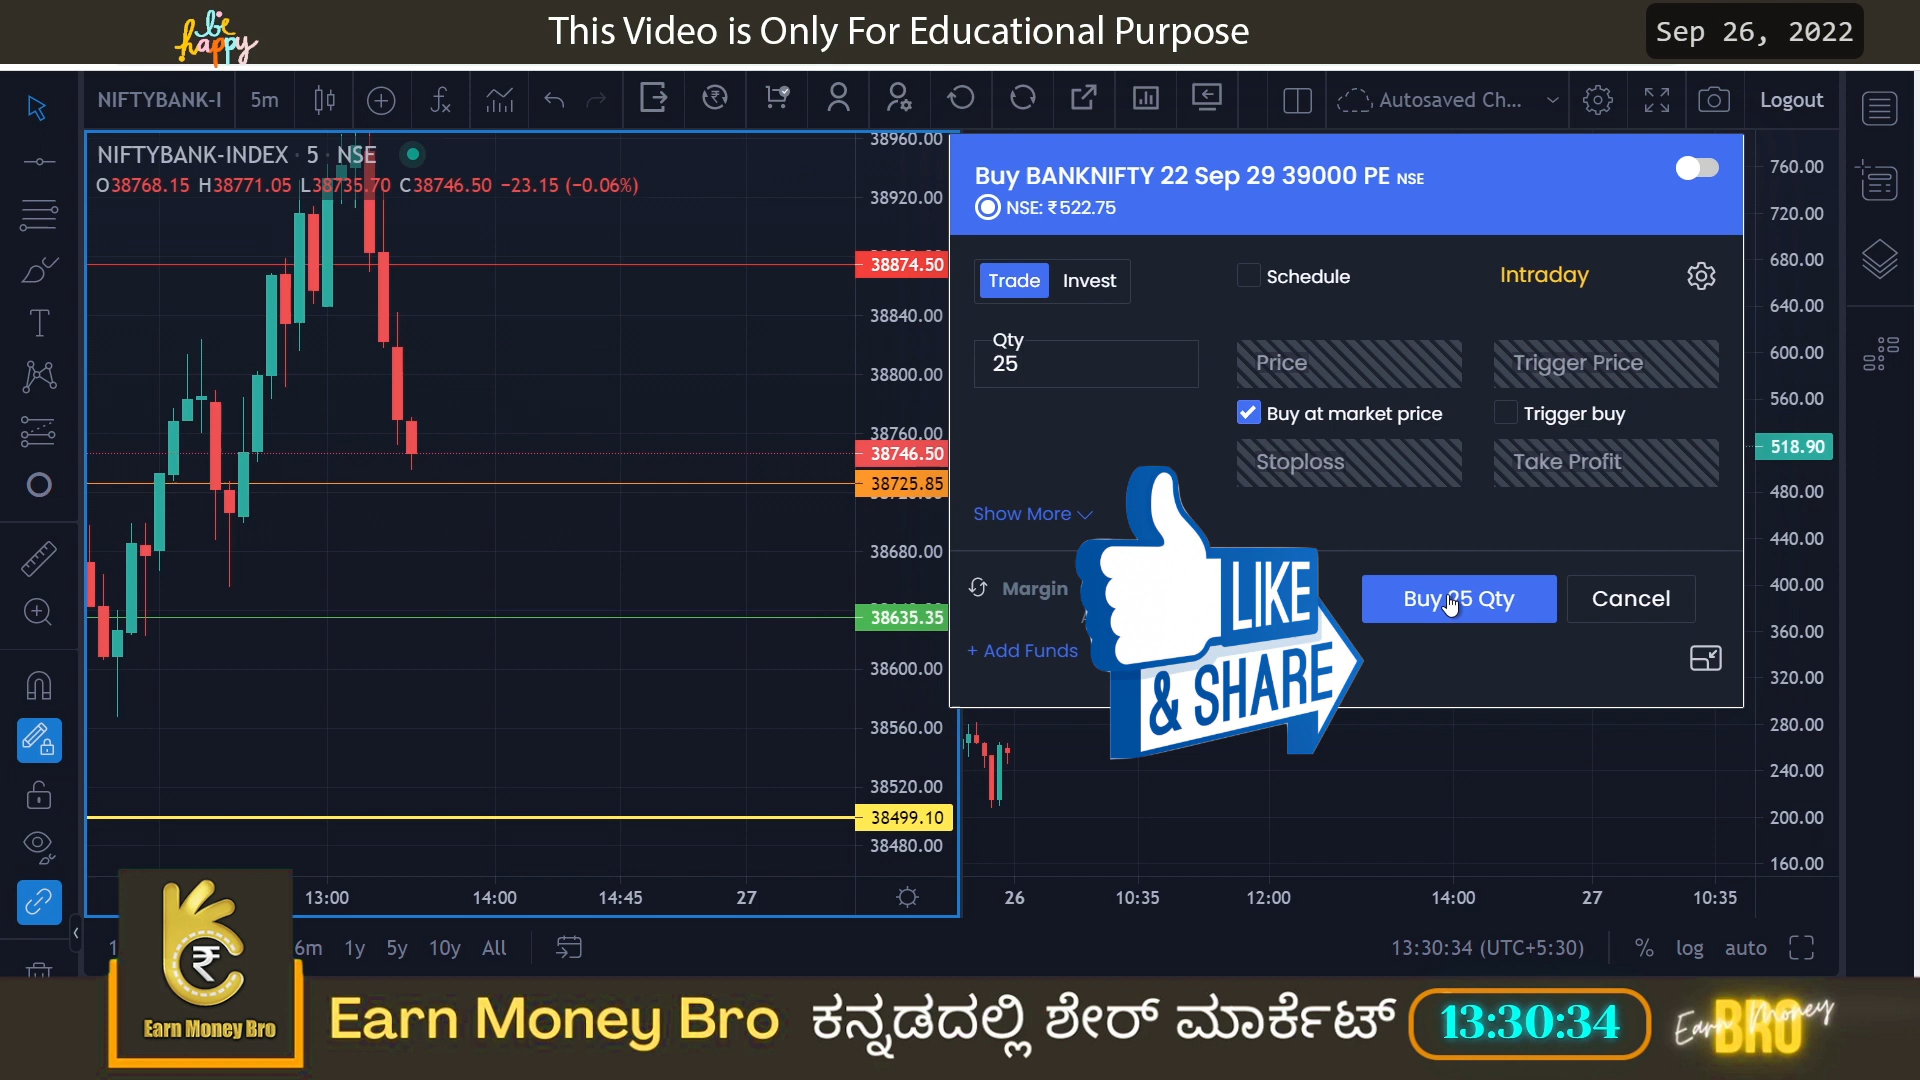 be
happy
This Video is Only For Educational Purpose
Sep 26, 2022
NIFTYBANK-I
5m
Autosaved Ch...
Logout
NIFTYBANK-INDEX · 5 · NSE
O38768.15 H38771.05 L38735.70 C38746.50 −23.15 (−0.06%)
38960.00
38920.00
38874.50
38840.00
38800.00
38760.00
38746.50
38725.85
38680.00
38635.35
38600.00
38560.00
38520.00
38499.10
38480.00
13:00
14:00
14:45
27
Buy BANKNIFTY 22 Sep 29 39000 PE NSE
NSE: ₹522.75
Trade
Invest
Schedule
Intraday
Qty
25
Price
Trigger Price
Buy at market price
Trigger buy
Stoploss
Take Profit
Show More
Margin
Buy 25 Qty
Cancel
+ Add Funds
LIKE
& SHARE
760.00
720.00
680.00
640.00
600.00
560.00
518.90
480.00
440.00
400.00
360.00
320.00
280.00
240.00
200.00
160.00
26
10:35
12:00
14:00
27
10:35
6m
1y
5y
10y
All
13:30:34 (UTC+5:30)
%
log
auto
₹
Earn Money Bro
Earn Money Bro ಕನ್ನಡದಲ್ಲಿ ಶೇರ್ ಮಾರ್ಕೆಟ್
13:30:34
Earn Money
BRO